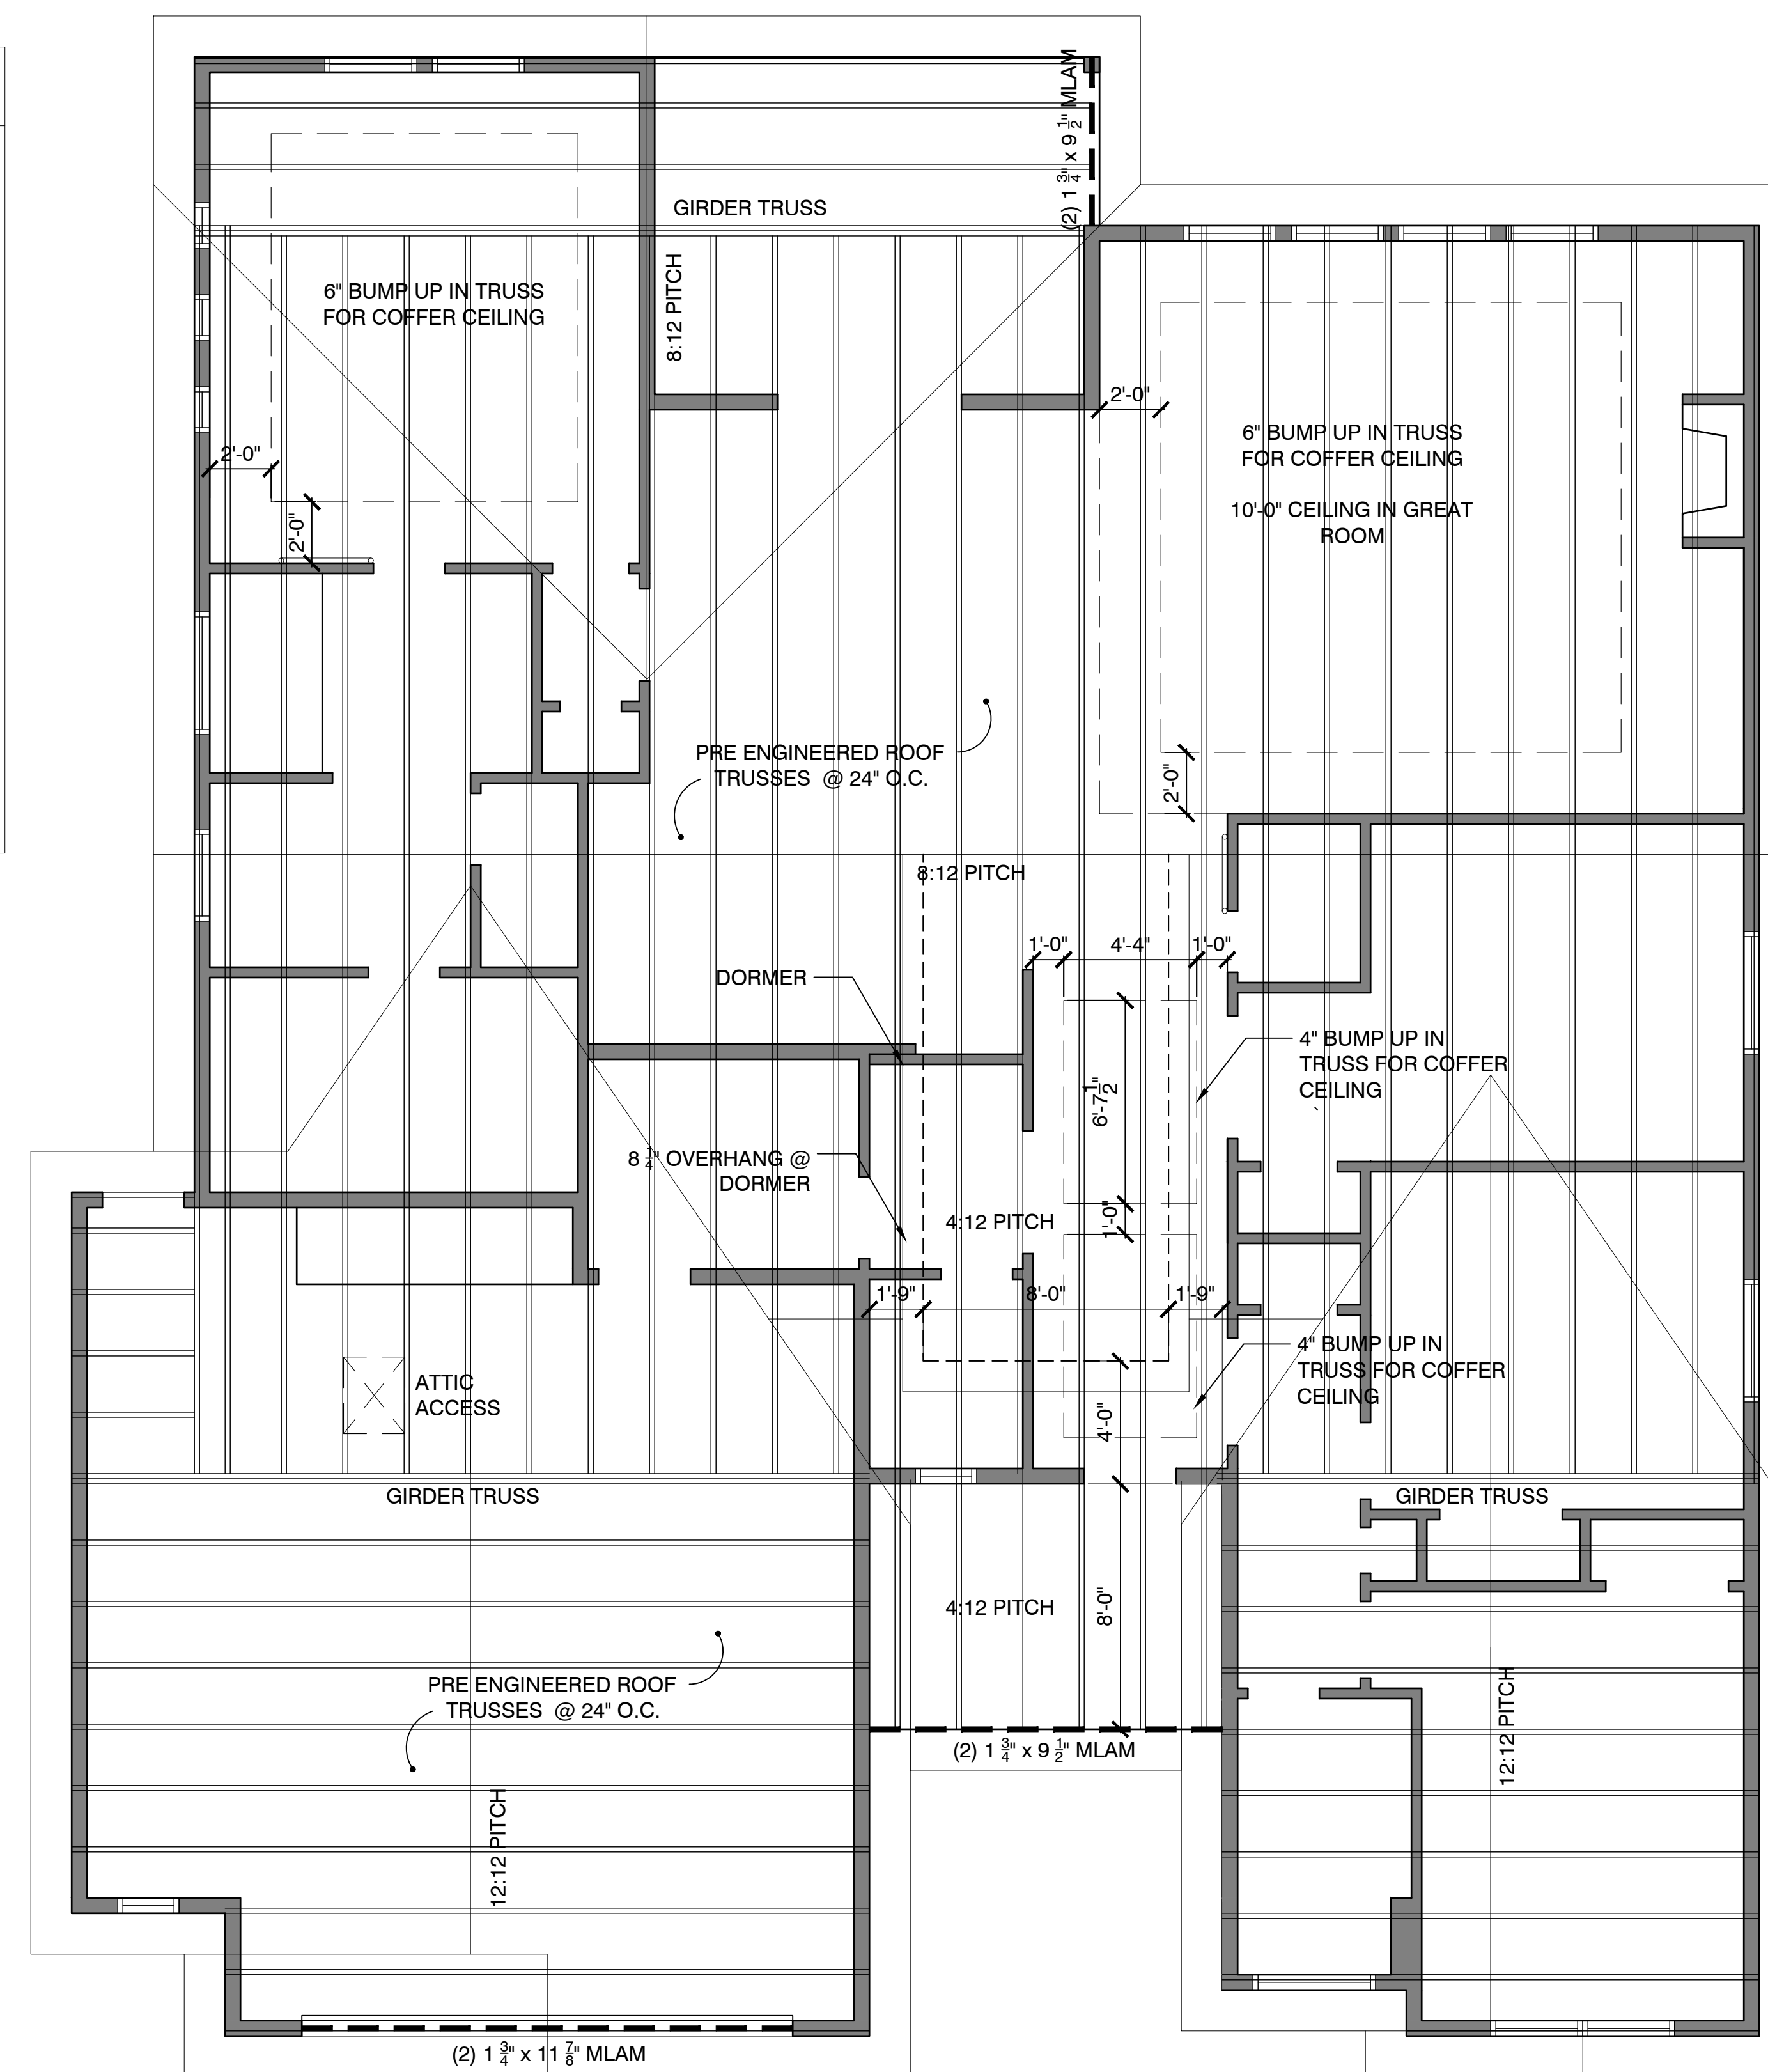 (2) 1 3/4" x 9 1/2" MLAM
GIRDER TRUSS
6" BUMP UP IN TRUSS
FOR COFFER CEILING
8:12 PITCH
2'-0"
6" BUMP UP IN TRUSS
FOR COFFER CEILING
10'-0" CEILING IN GREAT
ROOM
2'-0"
2'-0"
PRE ENGINEERED ROOF
TRUSSES @ 24" O.C.
2'-0"
8:12 PITCH
1'-0"
4'-4"
1'-0"
DORMER
4" BUMP UP IN
TRUSS FOR COFFER
CEILING
6'-7 1/2"
8 1/4" OVERHANG @
DORMER
4:12 PITCH
1'-0"
1'-9"
8'-0"
1'-9"
4" BUMP UP IN
TRUSS FOR COFFER
CEILING
ATTIC
ACCESS
4'-0"
GIRDER TRUSS
GIRDER TRUSS
4:12 PITCH
8'-0"
PRE ENGINEERED ROOF
TRUSSES @ 24" O.C.
12:12 PITCH
(2) 1 3/4" x 9 1/2" MLAM
12:12 PITCH
(2) 1 3/4" x 11 7/8" MLAM